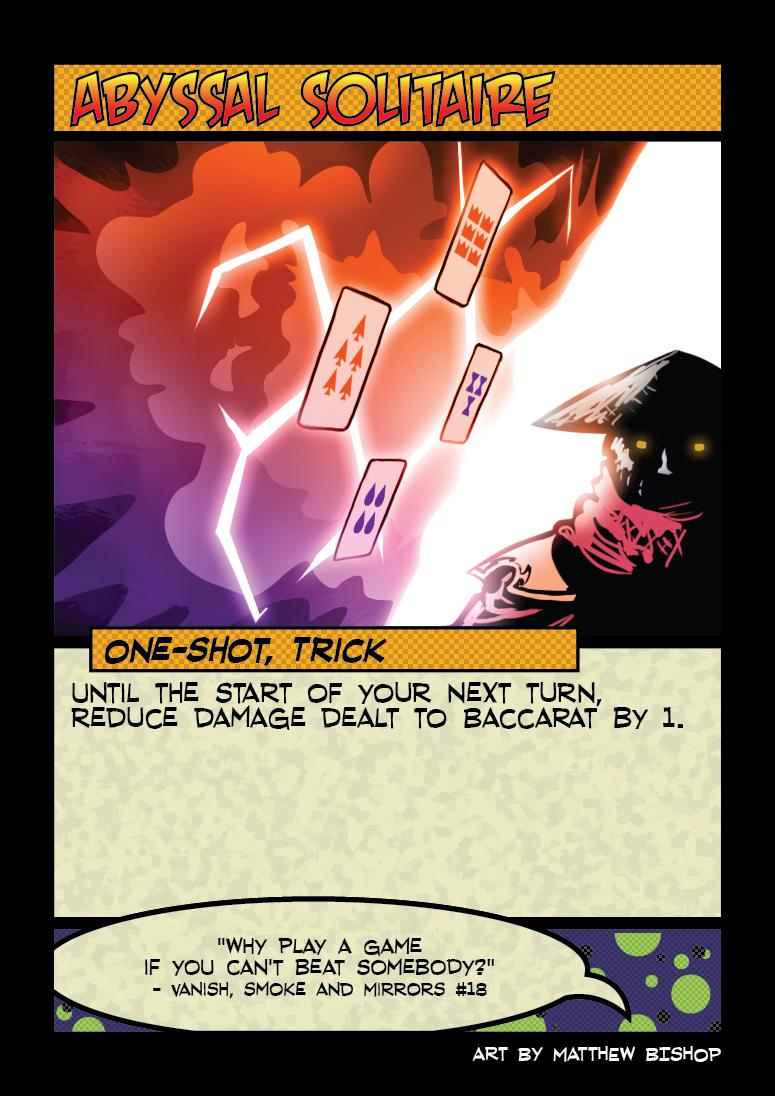 ABYSSAL SOLITAIRE
ONE-SHOT, TRICK
UNTIL THE START OF YOUR NEXT TURN,
REDUCE DAMAGE DEALT TO BACCARAT BY 1.
"WHY PLAY A GAME
IF YOU CAN'T BEAT SOMEBODY?"
- VANISH, SMOKE AND MIRRORS #18
ART BY MATTHEW BISHOP